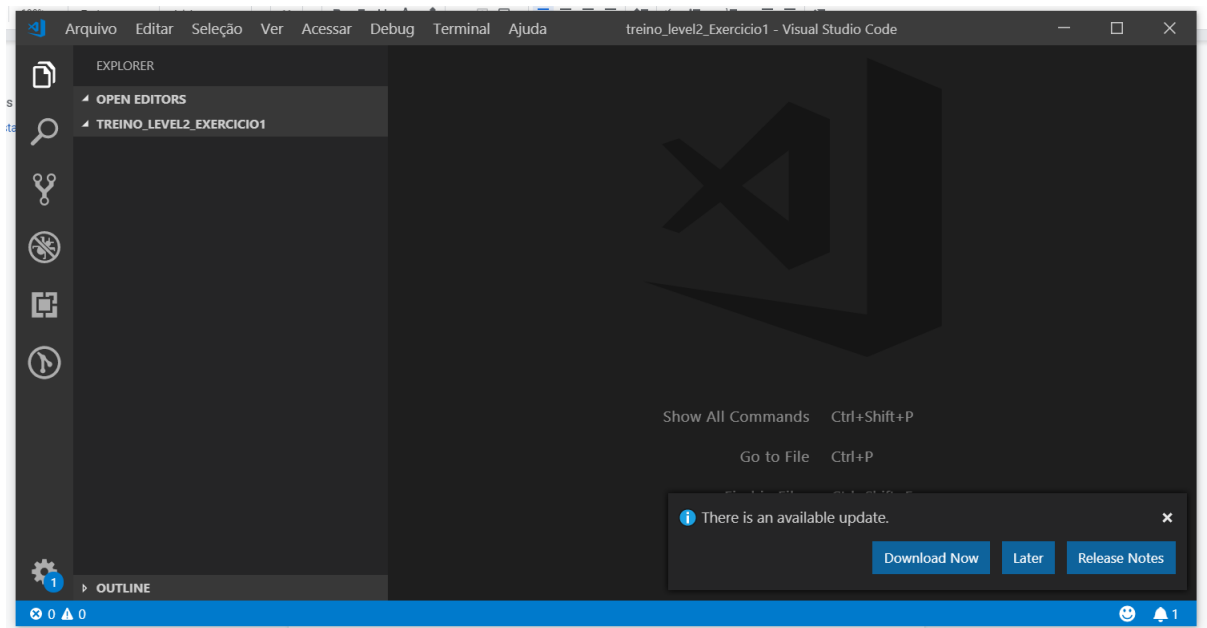 Arquivo Editar Seleção Ver Acessar Debug Terminal Ajuda treino_level2_Exercicio1 - Visual Studio Code
EXPLORER
OPEN EDITORS
TREINO_LEVEL2_EXERCICIO1
Show All Commands Ctrl+Shift+P
Go to File Ctrl+P
There is an available update.
Download Now Later Release Notes
1
OUTLINE
0 0 1